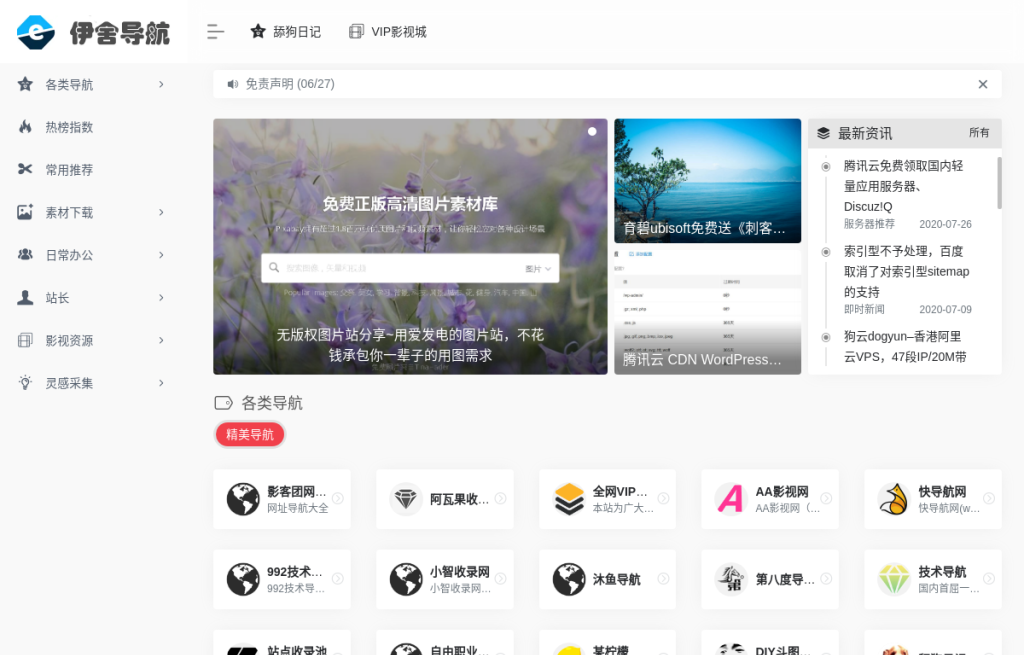 伊舍导航
舔狗日记
VIP影视城
各类导航
热榜指数
常用推荐
素材下载
日常办公
站长
影视资源
灵感采集
免责声明 (06/27)
免费正版高清图片素材库
图片
无版权图片站分享~用爱发电的图片站，不花
钱承包你一辈子的用图需求
育碧ubisoft免费送《刺客…
腾讯云 CDN WordPress…
最新资讯
所有
腾讯云免费领取国内轻
量应用服务器、
Discuz!Q
服务器推荐 2020-07-26
索引型不予处理，百度
取消了对索引型sitemap
的支持
即时新闻 2020-07-09
狗云dogyun–香港阿里
云VPS，47段IP/20M带
各类导航
精美导航
影客团网…
网址导航大全
阿瓦果收…
全网VIP…
本站为广大…
AA影视网
AA影视网（…
快导航网
快导航网(w…
992技术…
992技术导…
小智收录网
小智收录网…
沐鱼导航
第八度导…
技术导航
国内首屈一…
站点收录池
自由职业…
某柠檬
DIY斗图…